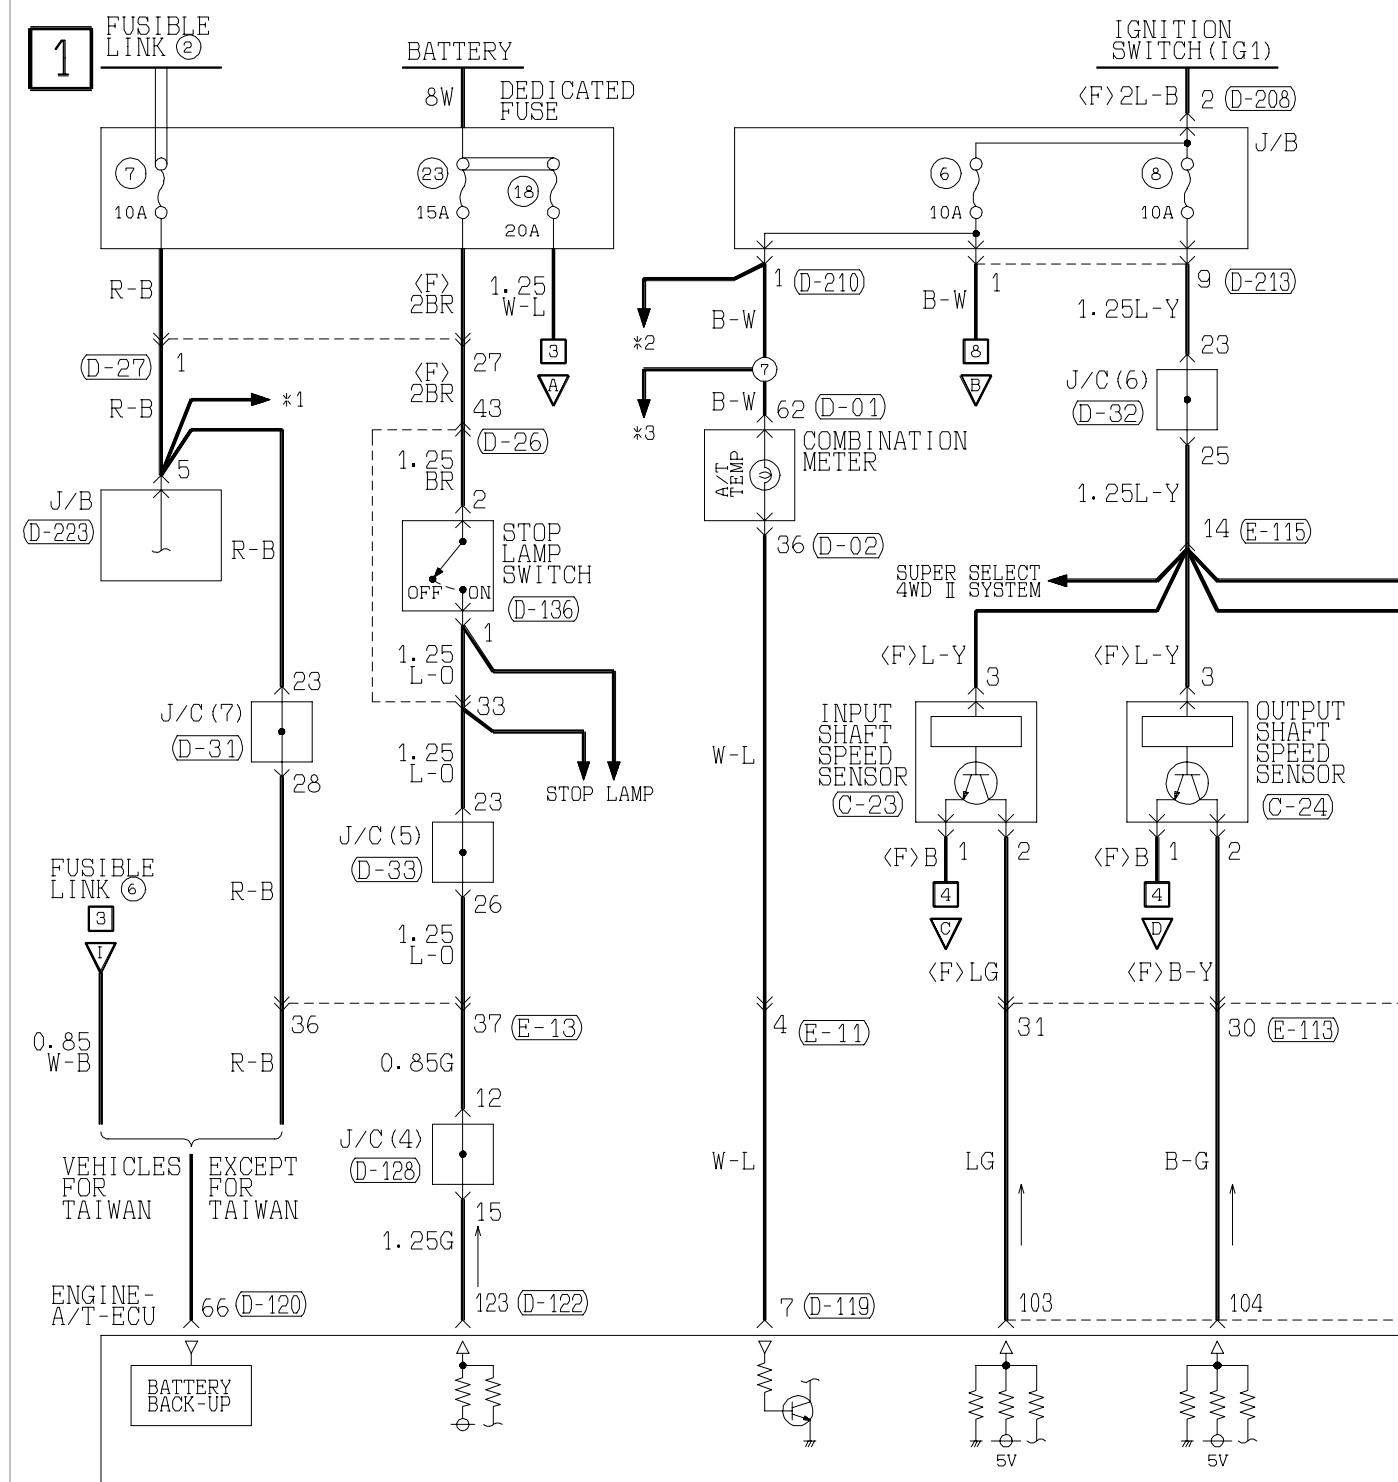 1
FUSIBLE
LINK ②
BATTERY
IGNITION
SWITCH(IG1)
8W
DEDICATED
FUSE
<F>2L-B
2
D-208
J/B
7
10A
23
15A
18
20A
6
10A
8
10A
R-B
<F>
2BR
1.25
W-L
1
D-210
B-W
*2
B-W
1
9
D-213
1.25L-Y
D-27
1
27
3
A
7
8
B
23
R-B
*1
<F>
2BR
43
D-26
*3
B-W
62
D-01
J/C(6)
D-32
5
1.25
BR
2
A/T
TEMP
COMBINATION
METER
25
J/B
D-223
R-B
STOP
LAMP
SWITCH
OFF
ON
D-136
36
D-02
1.25L-Y
14
E-115
SUPER SELECT
4WD II SYSTEM
1
1.25
L-O
<F>L-Y
3
<F>L-Y
3
23
J/C(7)
D-31
28
33
1.25
L-O
STOP LAMP
W-L
INPUT
SHAFT
SPEED
SENSOR
C-23
OUTPUT
SHAFT
SPEED
SENSOR
C-24
23
J/C(5)
D-33
26
<F>B
1
2
<F>B
1
2
FUSIBLE
LINK ⑥
3
I
R-B
4
C
4
D
1.25
L-O
<F>LG
<F>B-Y
0.85
W-B
36
R-B
37
E-13
4
E-11
31
30
E-113
0.85G
12
J/C(4)
D-128
15
1.25G
VEHICLES
FOR
TAIWAN
EXCEPT
FOR
TAIWAN
W-L
LG
B-G
ENGINE-
A/T-ECU
66
D-120
123
D-122
7
D-119
103
104
BATTERY
BACK-UP
5V
5V